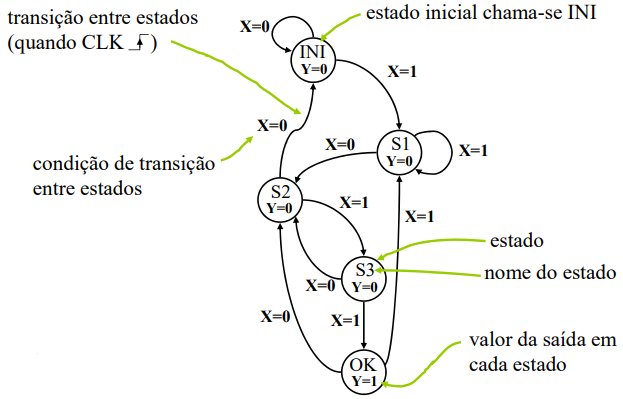 transição entre estados
(quando CLK )
estado inicial chama-se INI
X=0
INI
Y=0
X=1
X=0
condição de transição
entre estados
X=0
S1
Y=0
X=1
S2
Y=0
X=1
X=1
estado
S3
Y=0
nome do estado
X=0
X=0
X=1
valor da saída em
cada estado
OK
Y=1